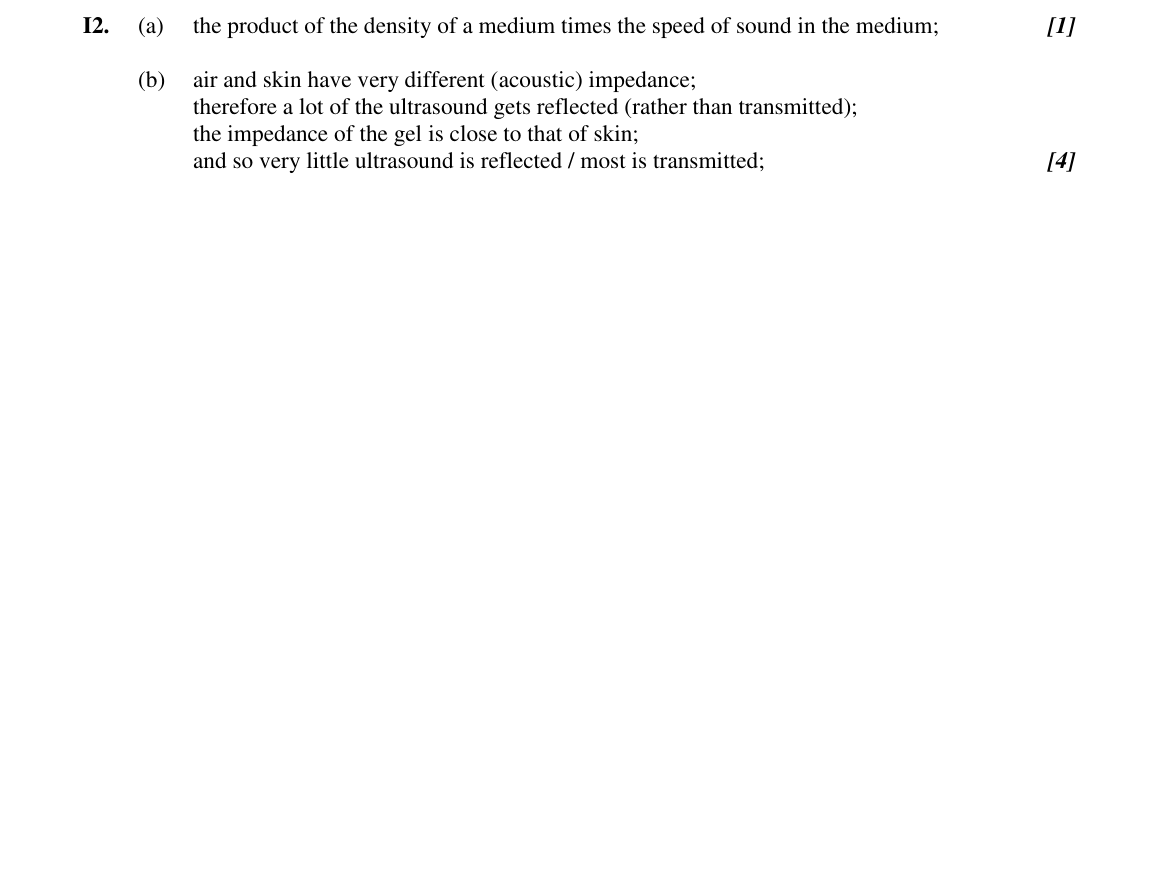 I2. (a) the product of the density of a medium times the speed of sound in the medium; [1]
(b) air and skin have very different (acoustic) impedance;
therefore a lot of the ultrasound gets reflected (rather than transmitted);
the impedance of the gel is close to that of skin;
and so very little ultrasound is reflected / most is transmitted; [4]